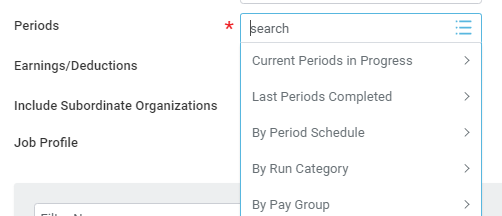 Periods
*
search
Current Periods in Progress
Earnings/Deductions
Last Periods Completed
Include Subordinate Organizations
By Period Schedule
Job Profile
By Run Category
By Pay Group